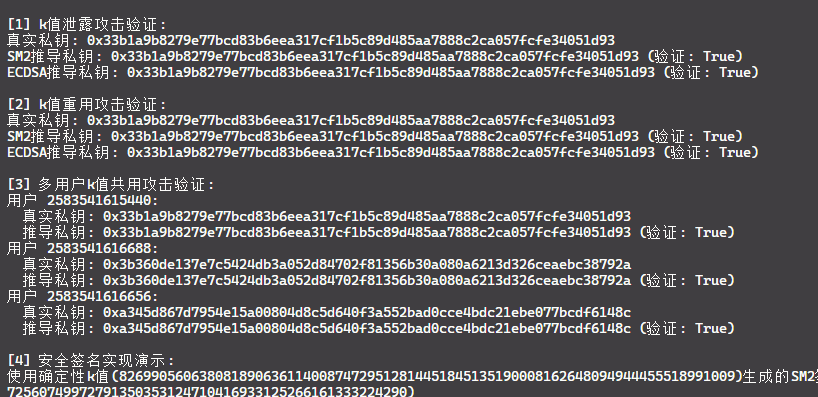 [1] k值泄露攻击验证:
真实私钥: 0x33b1a9b8279e77bcd83b6eea317cf1b5c89d485aa7888c2ca057fcfe34051d93
SM2推导私钥: 0x33b1a9b8279e77bcd83b6eea317cf1b5c89d485aa7888c2ca057fcfe34051d93 (验证: True)
ECDSA推导私钥: 0x33b1a9b8279e77bcd83b6eea317cf1b5c89d485aa7888c2ca057fcfe34051d93 (验证: True)
[2] k值重用攻击验证:
真实私钥: 0x33b1a9b8279e77bcd83b6eea317cf1b5c89d485aa7888c2ca057fcfe34051d93
SM2推导私钥: 0x33b1a9b8279e77bcd83b6eea317cf1b5c89d485aa7888c2ca057fcfe34051d93 (验证: True)
ECDSA推导私钥: 0x33b1a9b8279e77bcd83b6eea317cf1b5c89d485aa7888c2ca057fcfe34051d93 (验证: True)
[3] 多用户k值共用攻击验证:
用户 2583541615440:
真实私钥: 0x33b1a9b8279e77bcd83b6eea317cf1b5c89d485aa7888c2ca057fcfe34051d93
推导私钥: 0x33b1a9b8279e77bcd83b6eea317cf1b5c89d485aa7888c2ca057fcfe34051d93 (验证: True)
用户 2583541616688:
真实私钥: 0x3b360de137e7c5424db3a052d84702f81356b30a080a6213d326ceaebc38792a
推导私钥: 0x3b360de137e7c5424db3a052d84702f81356b30a080a6213d326ceaebc38792a (验证: True)
用户 2583541616656:
真实私钥: 0xa345d867d7954e15a00804d8c5d640f3a552bad0cce4bdc21ebe077bcdf6148c
推导私钥: 0xa345d867d7954e15a00804d8c5d640f3a552bad0cce4bdc21ebe077bcdf6148c (验证: True)
[4] 安全签名实现演示:
使用确定性k值(82699056063808189063611400874729512814451845135190008162648094944455518991009)生成的SM2
72560749972791350353124710416933125266161333224290)